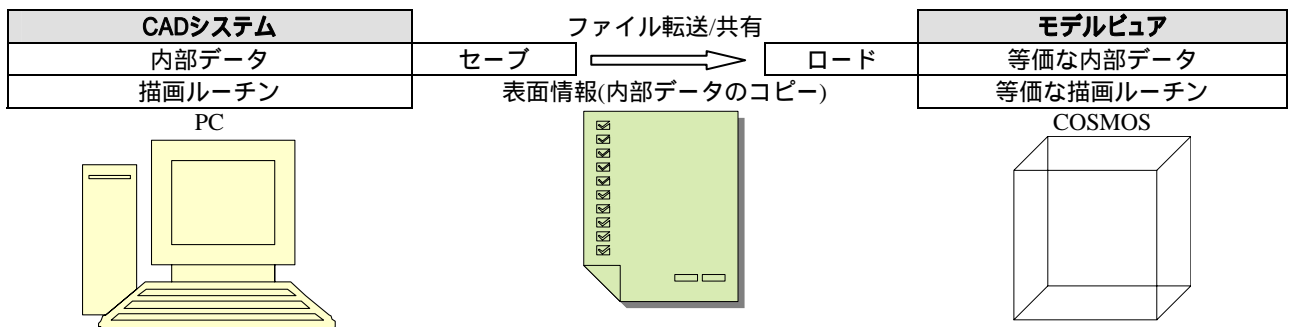 CADシステム ファイル転送/共有 モデルビュア
内部データ セーブ ロード 等価な内部データ
描画ルーチン 表面情報(内部データのコピー) 等価な描画ルーチン
PC COSMOS